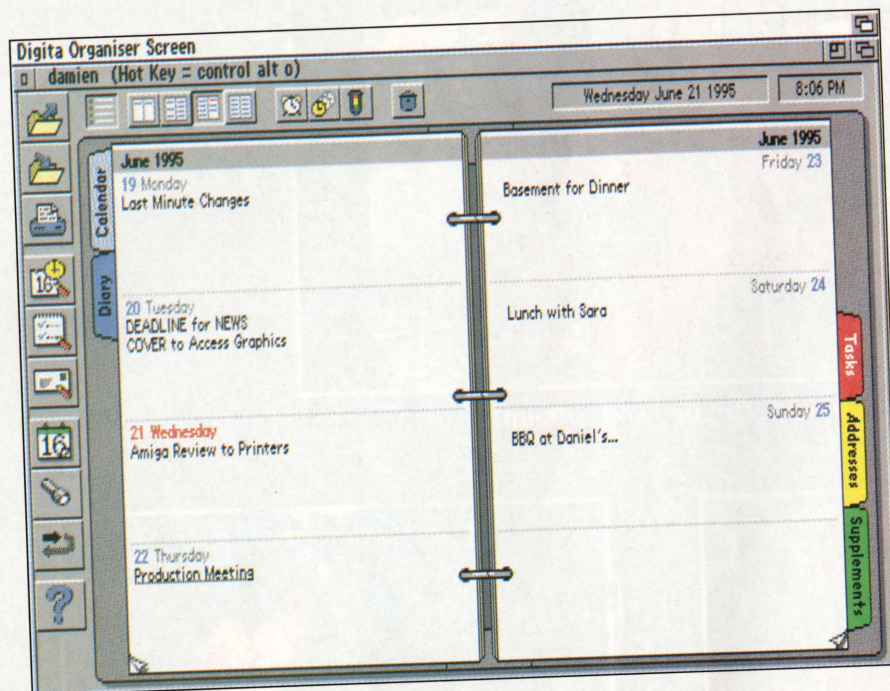 Digita Organiser Screen
damien (Hot Key = control alt o)
Wednesday June 21 1995
8:06 PM
Calendar
Diary
June 1995
19 Monday
Last Minute Changes
20 Tuesday
DEADLINE for NEWS
COVER to Access Graphics
21 Wednesday
Amiga Review to Printers
22 Thursday
Production Meeting
June 1995
Friday 23
Basement for Dinner
Saturday 24
Lunch with Sara
Sunday 25
BBQ at Daniel's...
Tasks
Addresses
Supplements
16
16
?